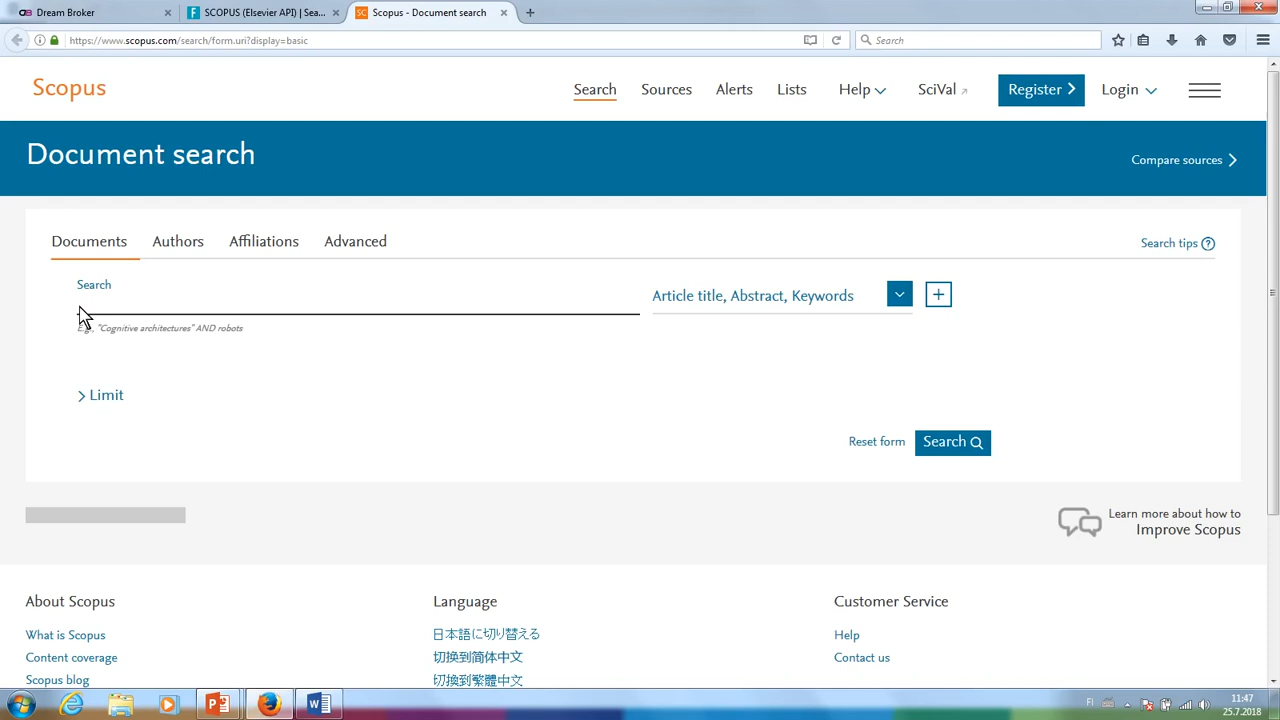 Dream Broker
SCOPUS (Elsevier API) | Sea...
Scopus - Document search
https://www.scopus.com/search/form.uri?display=basic
Search
Scopus
Search
Sources
Alerts
Lists
Help
SciVal
Register
Login
Document search
Compare sources
Documents
Authors
Affiliations
Advanced
Search tips
Search
Article title, Abstract, Keywords
E.g., "Cognitive architectures" AND robots
Limit
Reset form
Search
Learn more about how to
Improve Scopus
About Scopus
Language
Customer Service
What is Scopus
日本語に切り替える
Help
Content coverage
切换到简体中文
Contact us
Scopus blog
切換到繁體中文
FI
11:47
25.7.2018